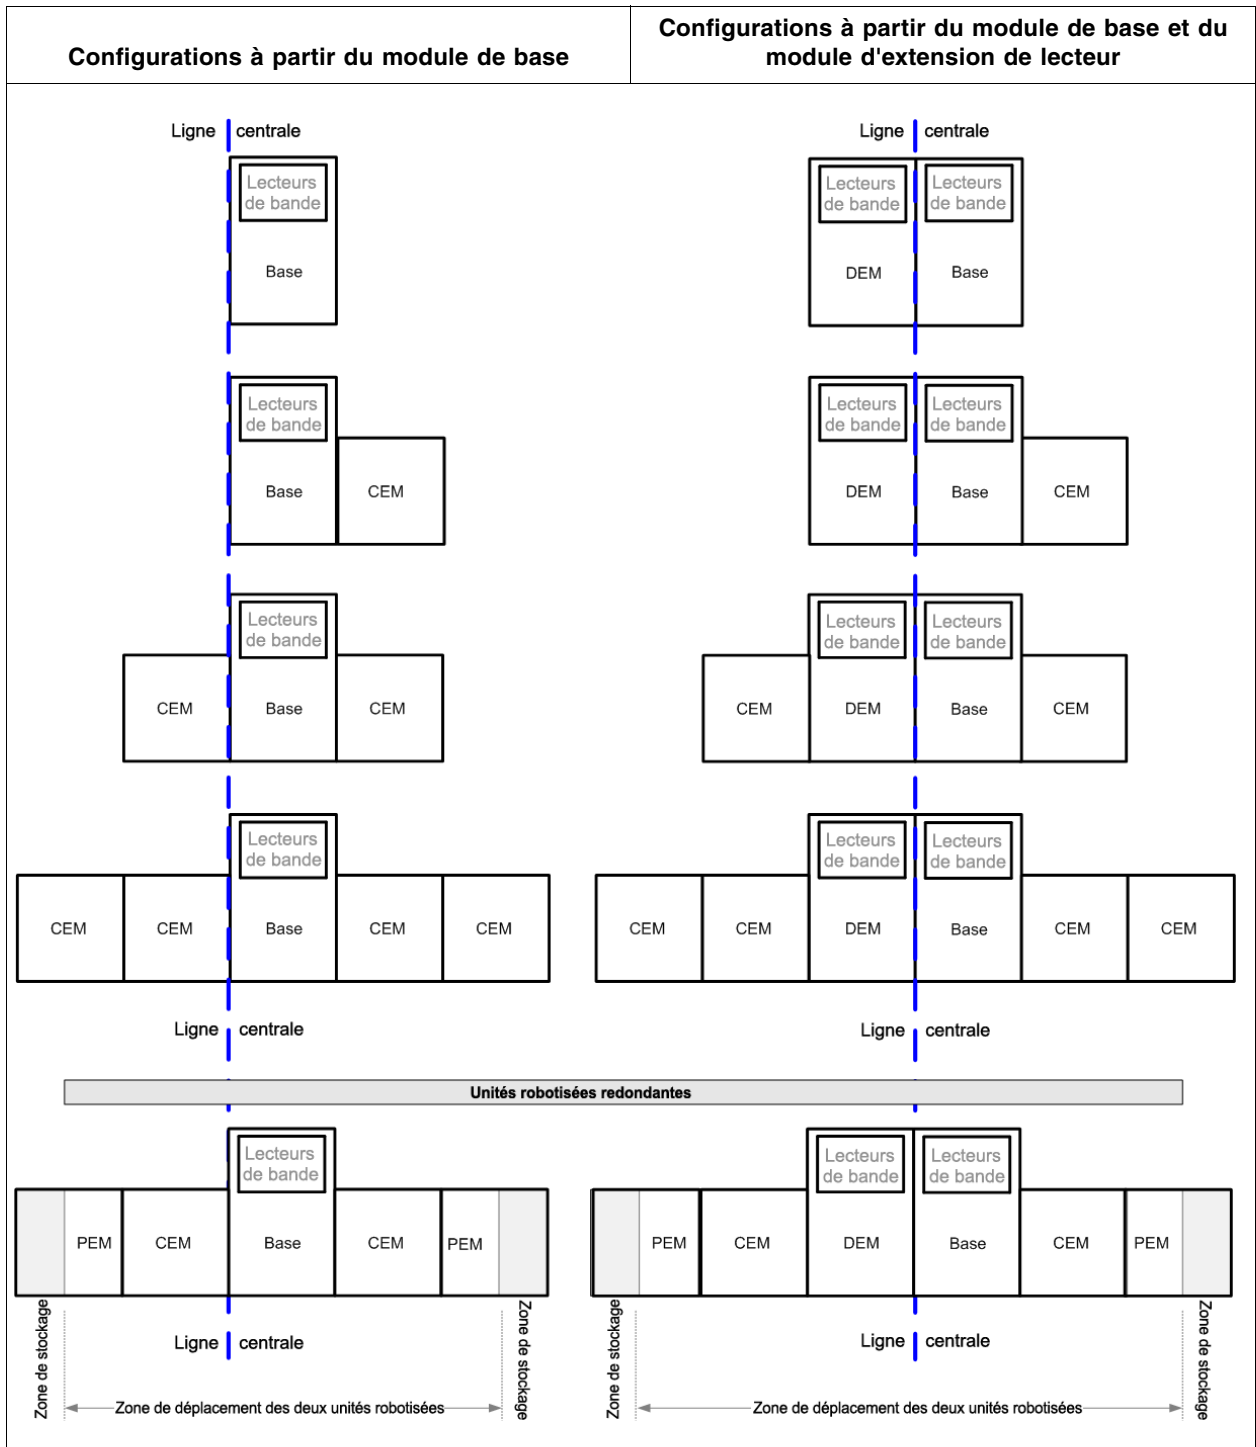 Configurations à partir du module de base
Configurations à partir du module de base et du
module d'extension de lecteur
Ligne centrale
Ligne centrale
Lecteurs
de bande
Base
Lecteurs
de bande
DEM
Lecteurs
de bande
Base
Lecteurs
de bande
Base
CEM
Lecteurs
de bande
DEM
Lecteurs
de bande
Base
CEM
CEM
Lecteurs
de bande
Base
CEM
CEM
Lecteurs
de bande
DEM
Lecteurs
de bande
Base
CEM
CEM
CEM
Lecteurs
de bande
Base
CEM
CEM
CEM
CEM
Lecteurs
de bande
DEM
Lecteurs
de bande
Base
CEM
CEM
Ligne centrale
Ligne centrale
Unités robotisées redondantes
PEM
CEM
Lecteurs
de bande
Base
CEM
PEM
PEM
CEM
Lecteurs
de bande
DEM
Lecteurs
de bande
Base
CEM
PEM
Zone de stockage
Ligne centrale
Zone de stockage
Zone de stockage
Ligne centrale
Zone de stockage
Zone de déplacement des deux unités robotisées
Zone de déplacement des deux unités robotisées